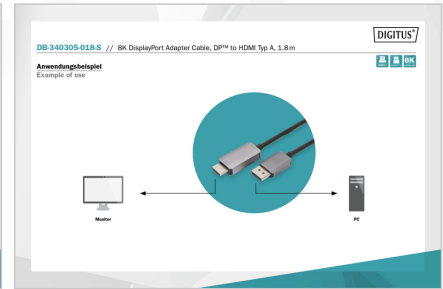 DIGITUS®
DB-340305-018-S // 8K DisplayPort Adapter Cable, DP™ to HDMI Typ A, 1.8m
Anwendungsbeispiel
Example of use
8K
Monitor
PC